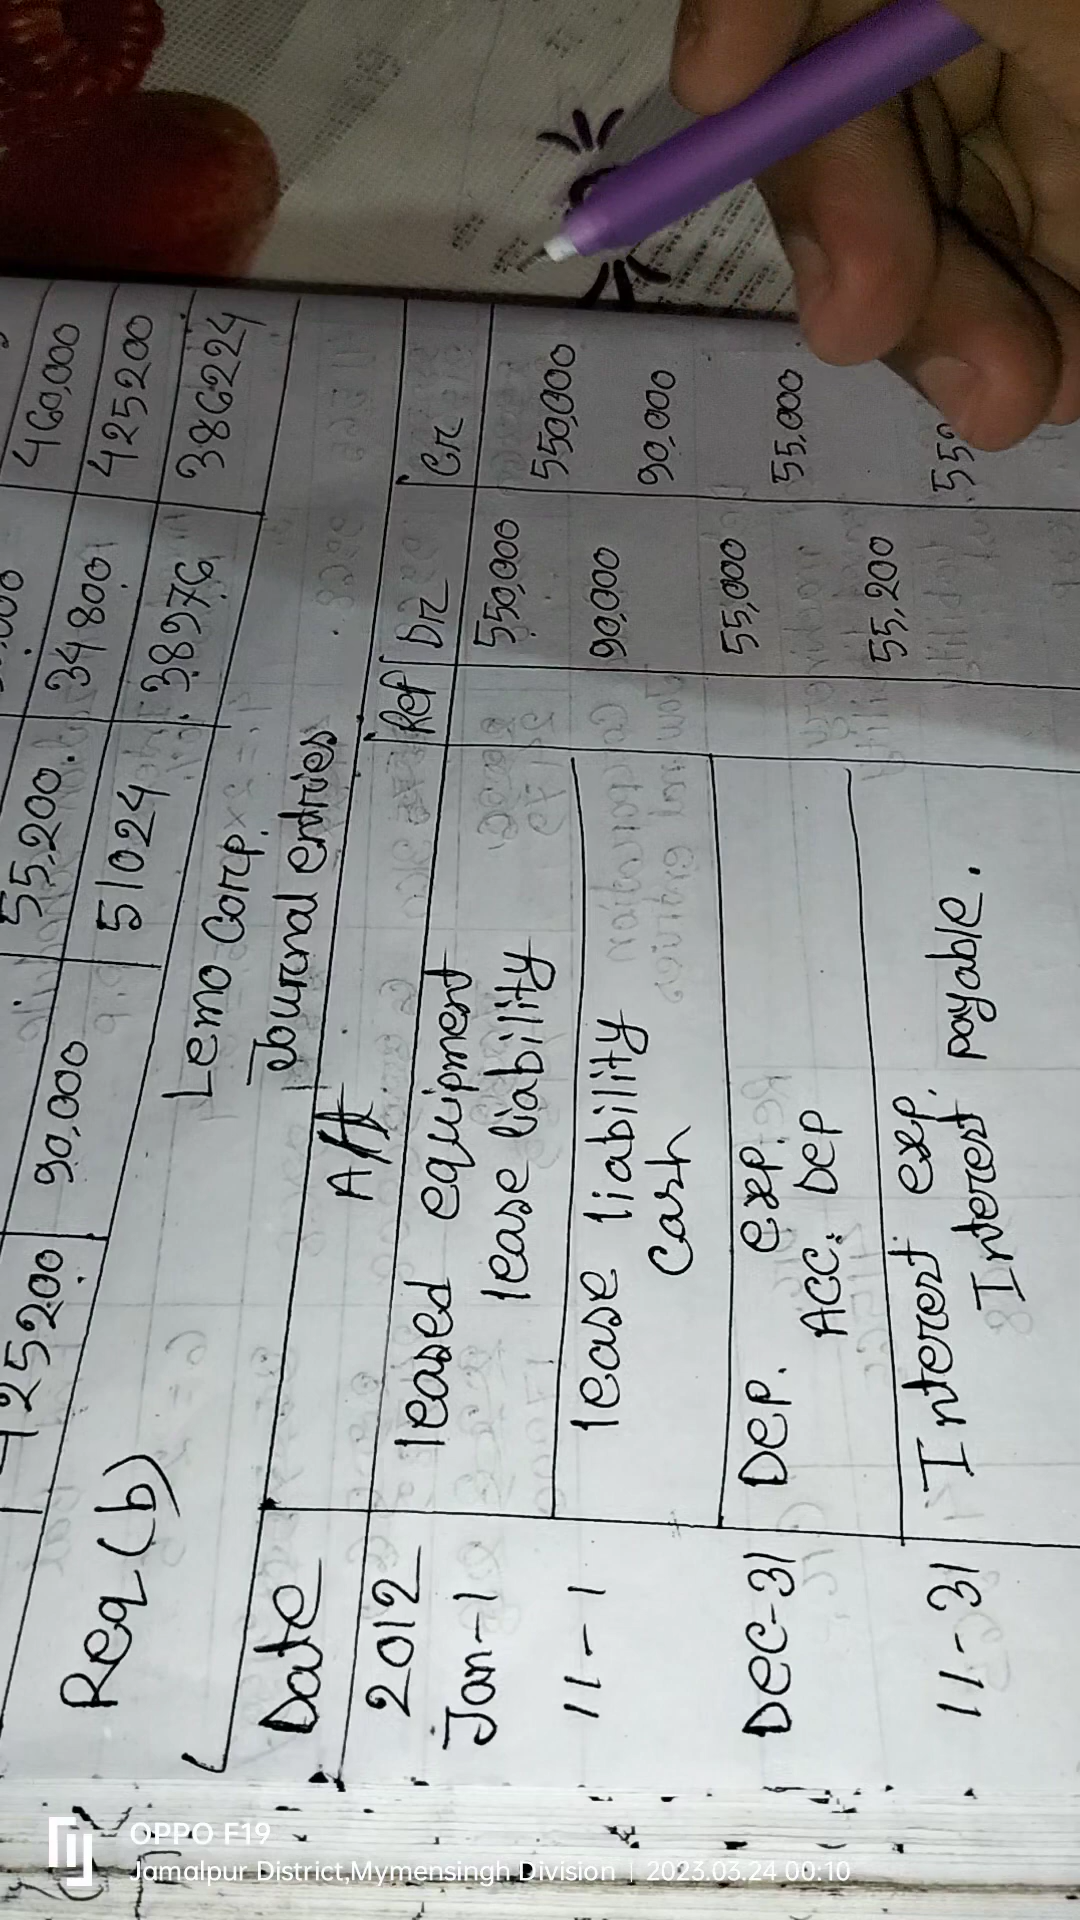 460,000
425200 90,000 55,200 34800 425200
51024 38976 386224
Req (b)
Lemo Corp.
Journal entries
Date A/A Ref Dr Cr
2012
Jan-1 leased equipment 550,000
lease liability 550,000
11-1 lease liability 90,000
Cash 90,000
Dec-31 Dep. exp. 55,000
Acc: Dep 55,000
11-31 Interest exp. 55,200
Interest payable.
OPPO F19
Jamalpur District,Mymensingh Division | 2023.03.24 00:10